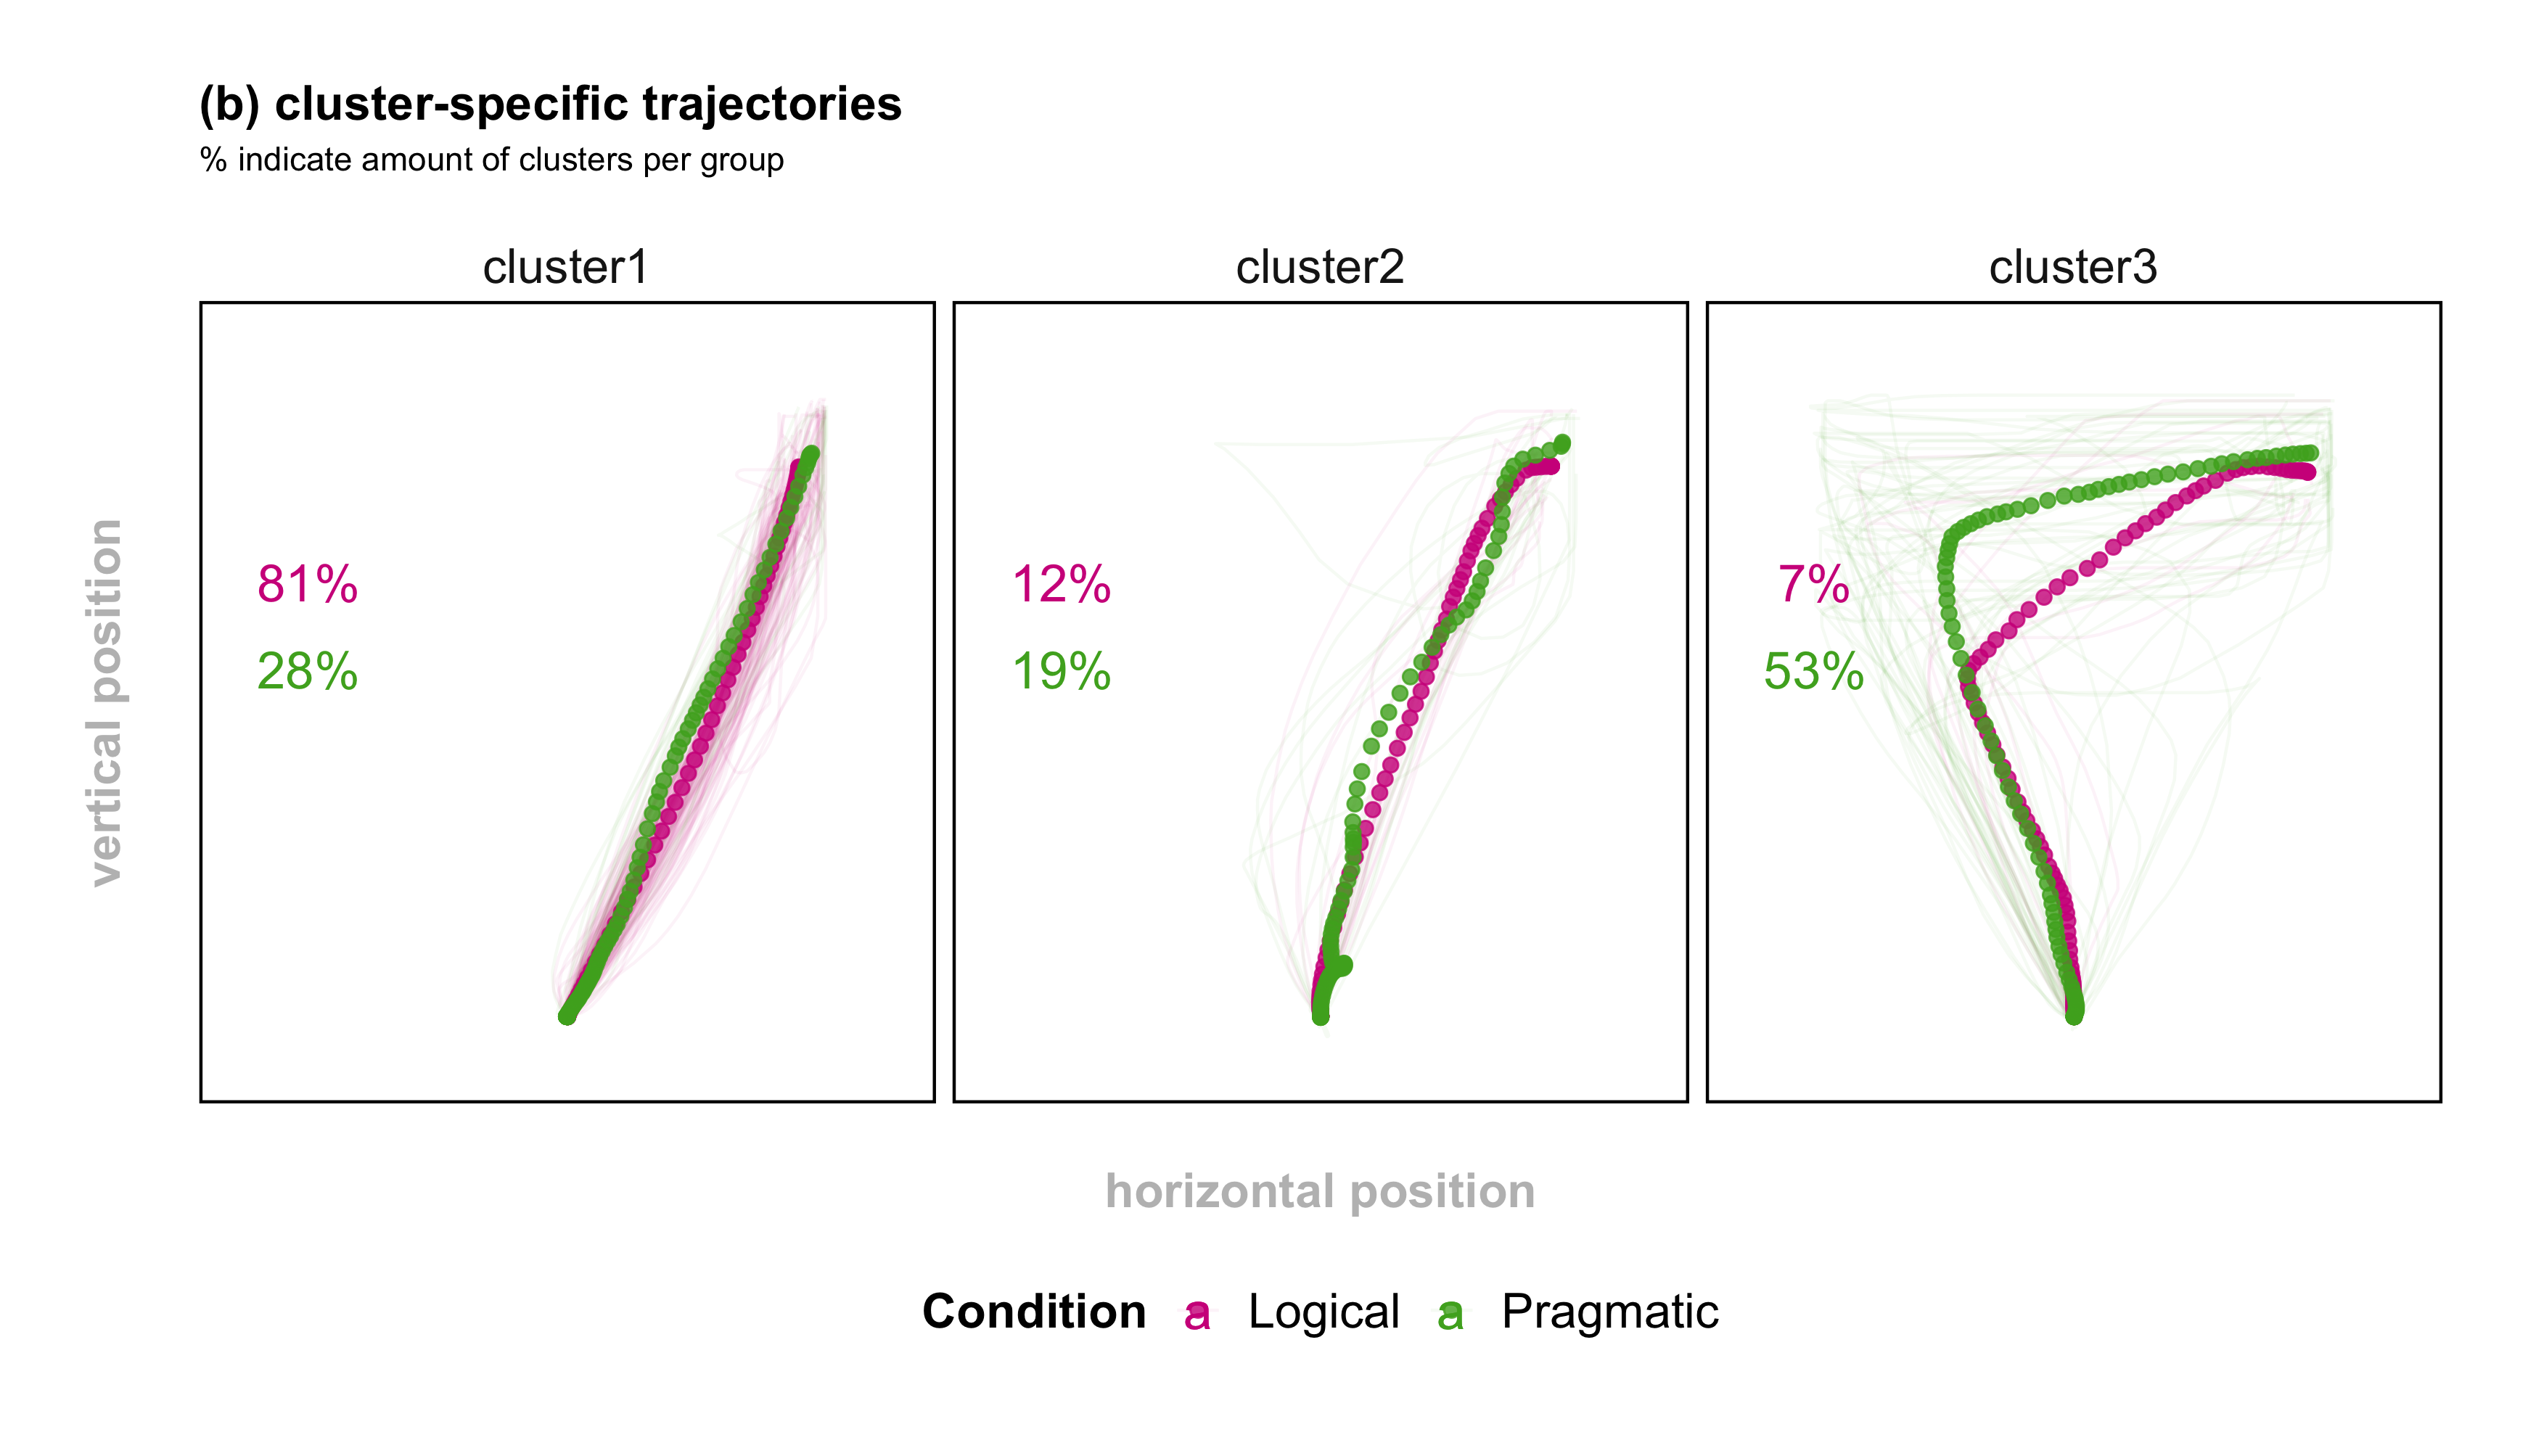 (b) cluster-specific trajectories
% indicate amount of clusters per group
cluster1 cluster2 cluster3
vertical position
81% 12% 7%
28% 19% 53%
horizontal position
Condition a Logical a Pragmatic